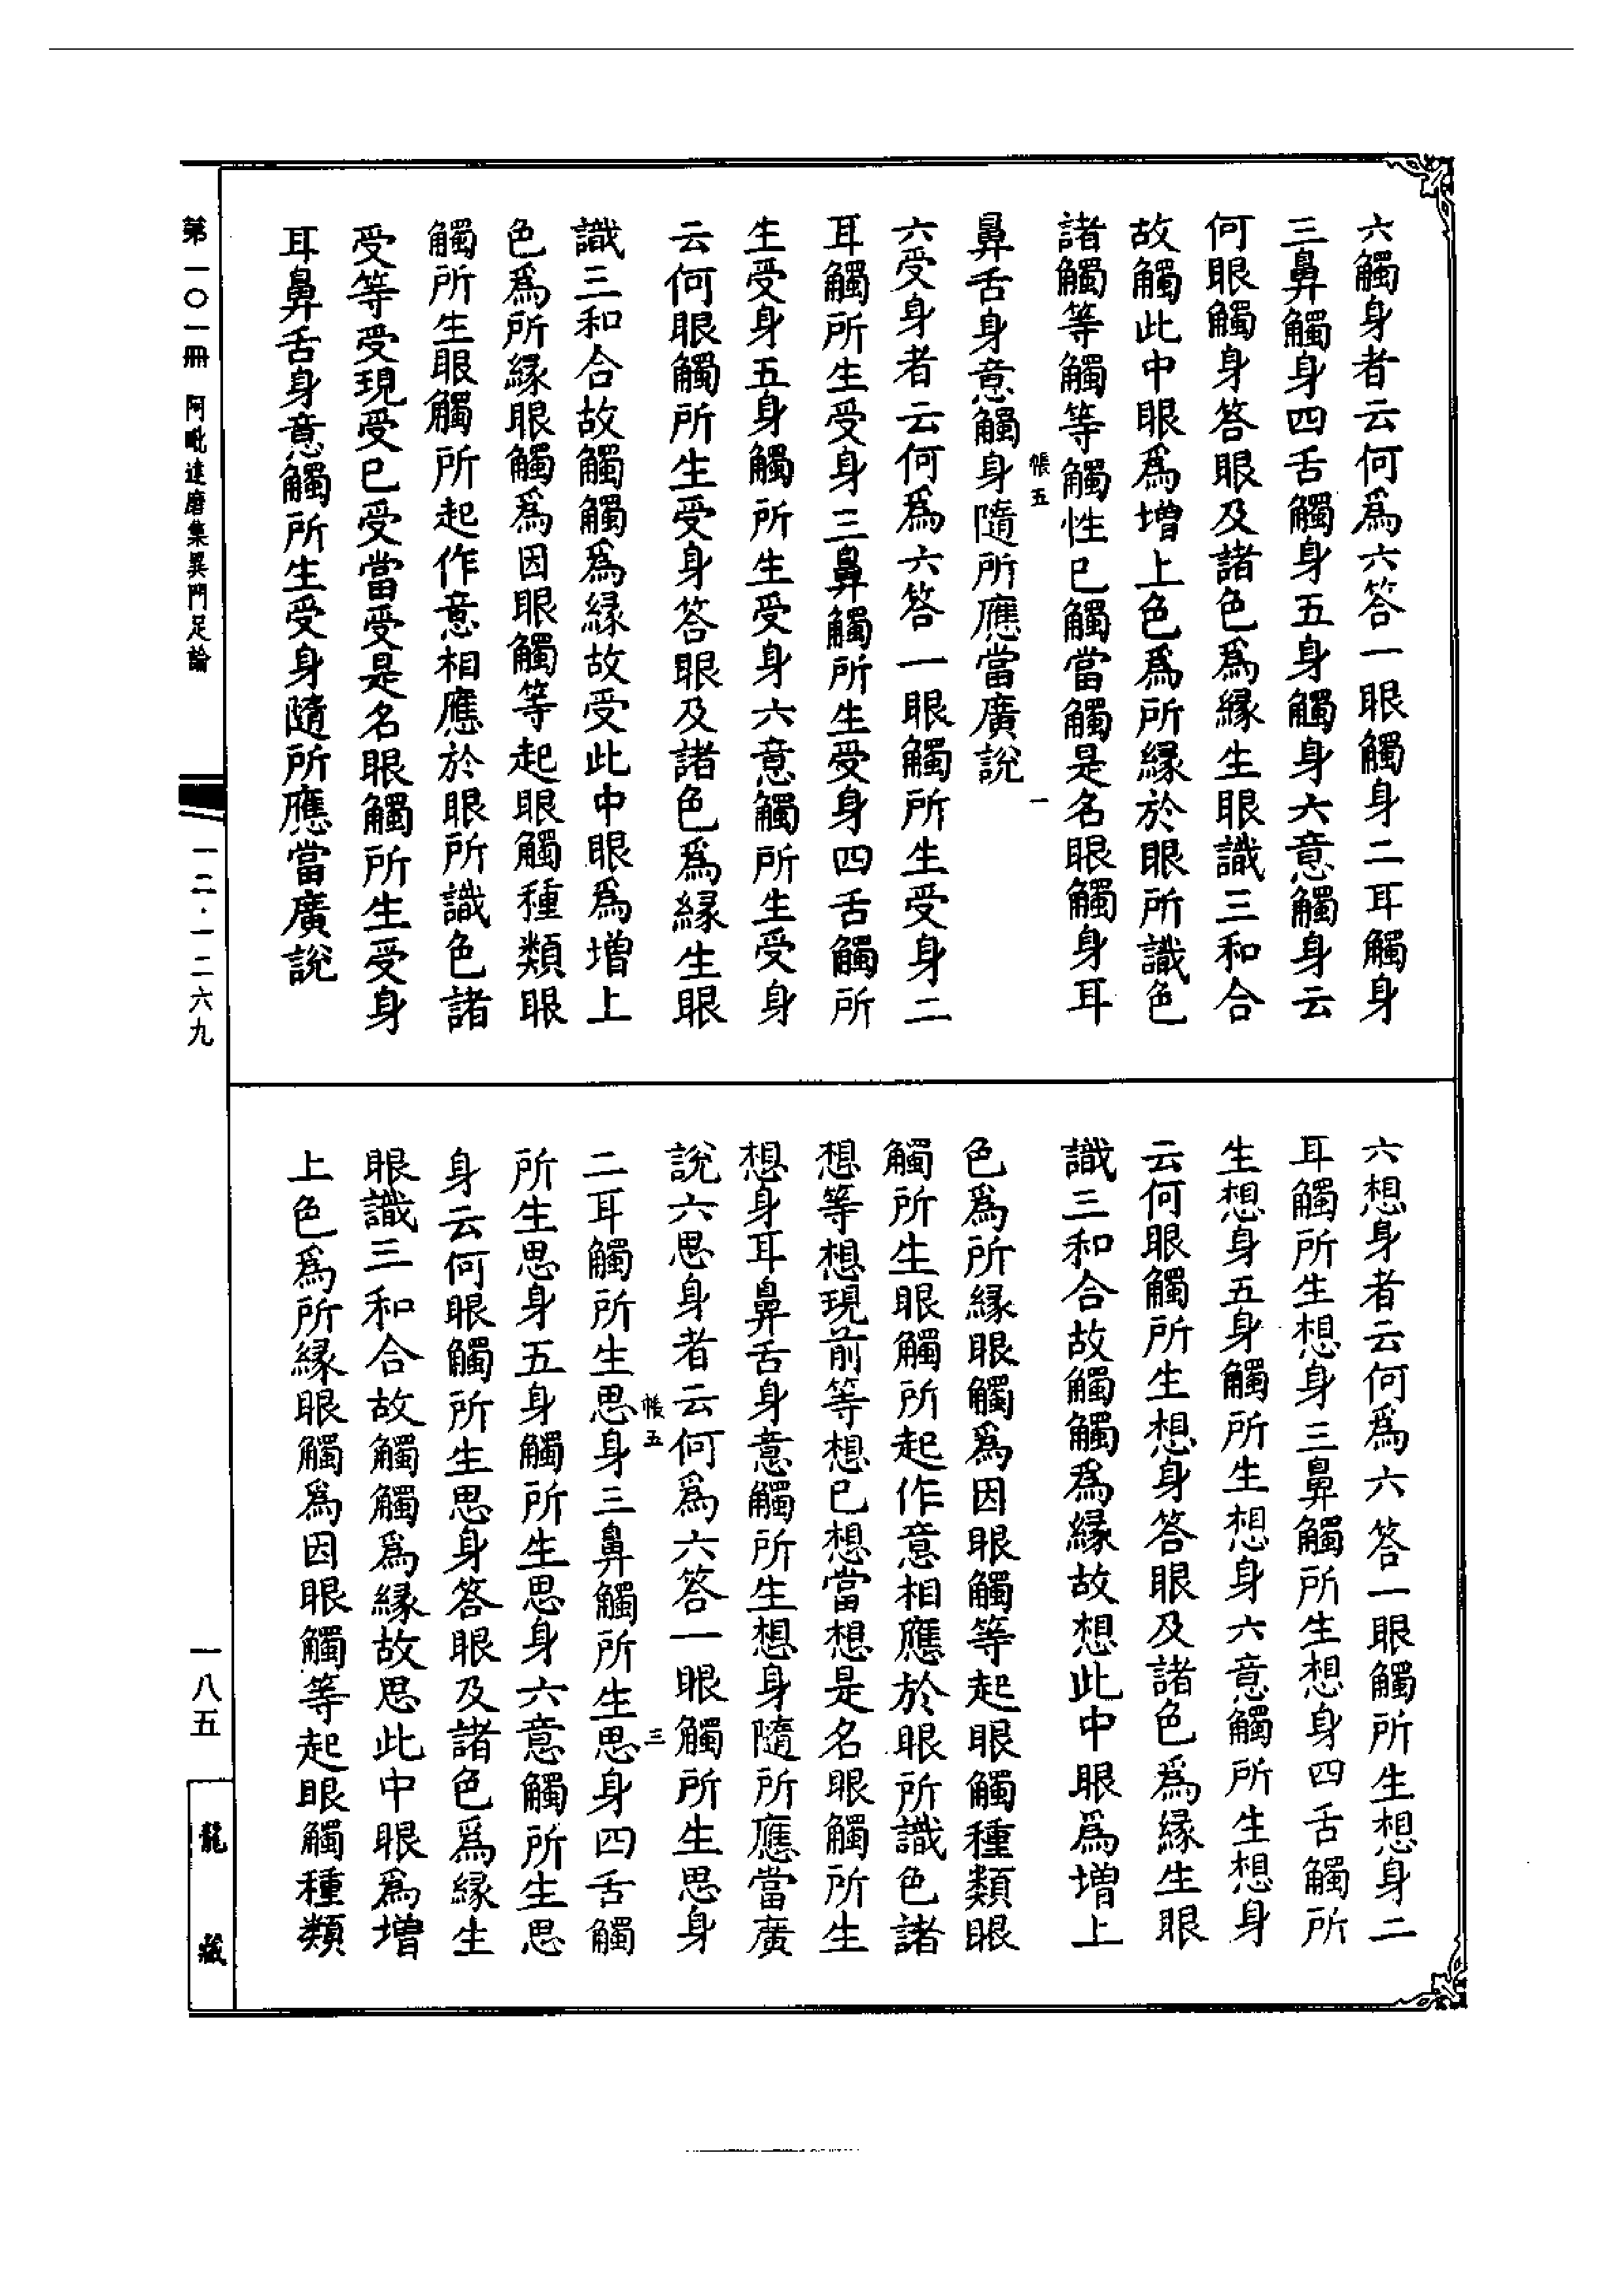 六觸身者云何爲六答一眼觸身二耳觸身
三鼻觸身四舌觸身五身觸身六意觸身云
何眼觸身答眼及諸色爲緣生眼識三和合
故觸此中眼爲增上色爲所緣於眼所識色
諸觸等觸等觸性已觸當觸是名眼觸身耳
帳五
一
鼻舌身意觸身隨所應當廣說
六受身者云何爲六答一眼觸所生受身二
耳觸所生受身三鼻觸所生受身四舌觸所
生受身五身觸所生受身六意觸所生受身
云何眼觸所生受身答眼及諸色爲緣生眼
識三和合故觸觸爲緣故受此中眼爲增上
色爲所緣眼觸爲因眼觸等起眼觸種類眼
觸所生眼觸所起作意相應於眼所識色諸
受等受現受已受當受是名眼觸所生受身
耳鼻舌身意觸所生受身隨所應當廣說
六想身者云何爲六答一眼觸所生想身二
耳觸所生想身三鼻觸所生想身四舌觸所
生想身五身觸所生想身六意觸所生想身
云何眼觸所生想身答眼及諸色爲緣生眼
識三和合故觸觸爲緣故想此中眼爲增上
色爲所緣眼觸爲因眼觸等起眼觸種類眼
觸所生眼觸所起作意相應於眼所識色諸
想等想現前等想已想當想是名眼觸所生
想身耳鼻舌身意觸所生想身隨所應當廣
說六思身者云何爲六答一眼觸所生思身
帳五
三
二耳觸所生思身三鼻觸所生思身四舌觸
所生思身五身觸所生思身六意觸所生思
身云何眼觸所生思身答眼及諸色爲緣生
眼識三和合故觸觸爲緣故思此中眼爲增
上色爲所緣眼觸爲因眼觸等起眼觸種類
第一〇一冊 阿毗達磨集異門足論
一二·一二六九
一八五
龍藏